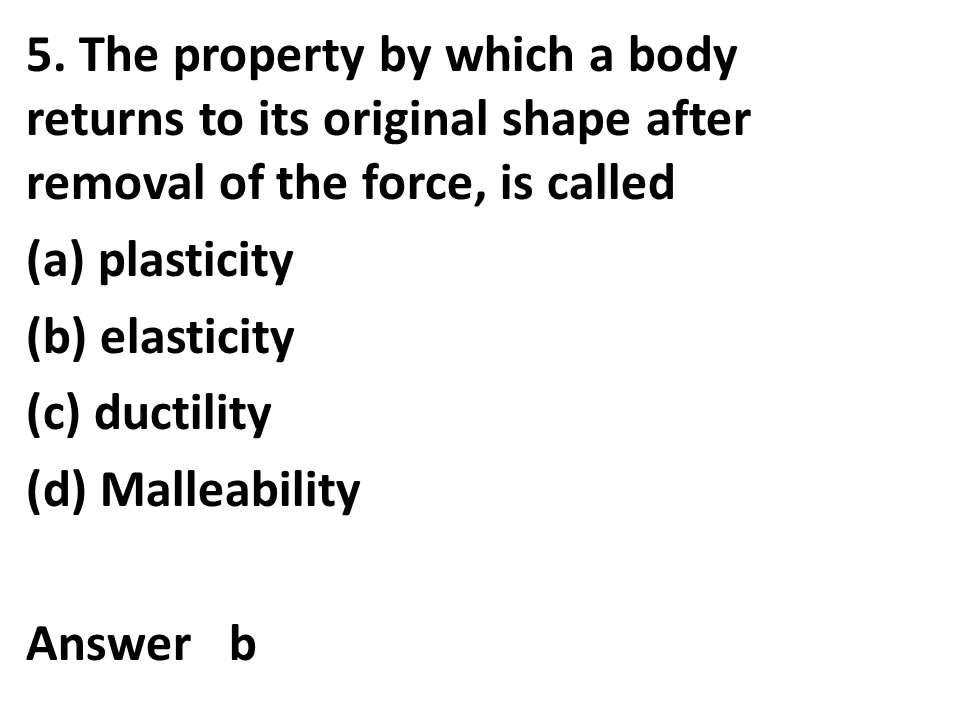 5. The property by which a body
returns to its original shape after
removal of the force, is called
(a) plasticity
(b) elasticity
(c) ductility
(d) Malleability
Answer b